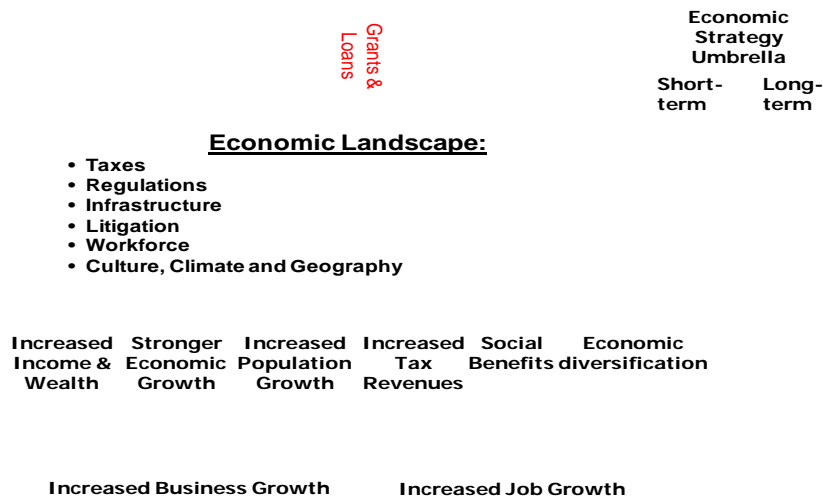 Grants &
Loans
Economic
Strategy
Umbrella
Short-
term
Long-
term
Economic Landscape:
• Taxes
• Regulations
• Infrastructure
• Litigation
• Workforce
• Culture, Climate and Geography
Increased
Income &
Wealth
Stronger
Economic
Growth
Increased
Population
Growth
Increased
Tax
Revenues
Social
Benefits
Economic
diversification
Increased Business Growth
Increased Job Growth